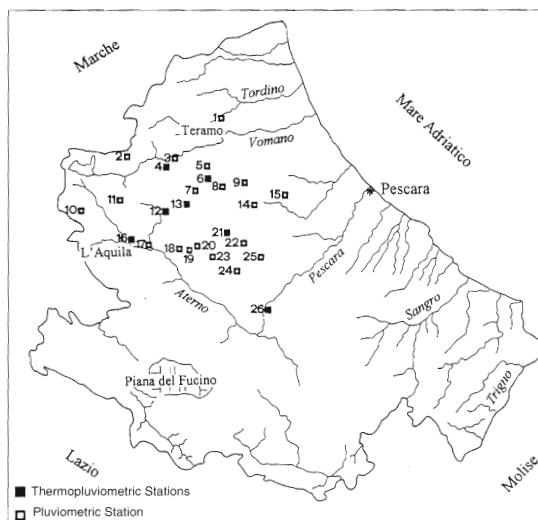 Marche
Tordino
1
Teramo
Mare Adriatico
Vomano
2
3
4
5
6
7
8
9
Pescara
15
10
11
12
13
14
16
17
18
19
20
21
22
23
24
25
L'Aquila
Pescara
Aterno
Sangro
26
Piana del Fucino
Trigno
Lazio
Molise
Thermopluviometric Stations
Pluviometric Station